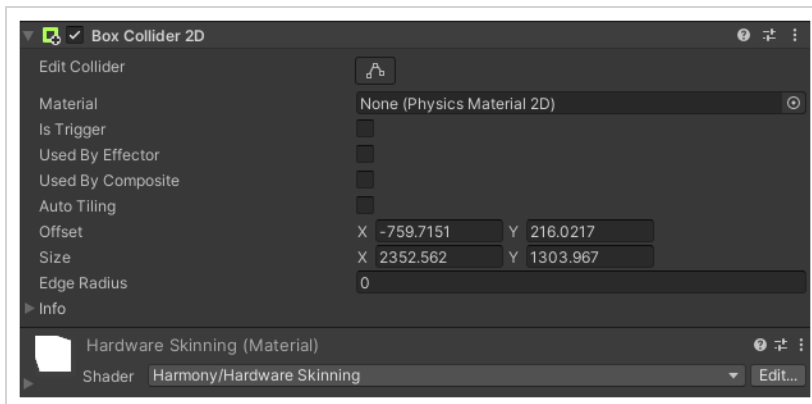 Box Collider 2D
Edit Collider
Material None (Physics Material 2D)
Is Trigger
Used By Effector
Used By Composite
Auto Tiling
Offset X -759.7151 Y 216.0217
Size X 2352.562 Y 1303.967
Edge Radius 0
Info
Hardware Skinning (Material)
Shader Harmony/Hardware Skinning Edit...